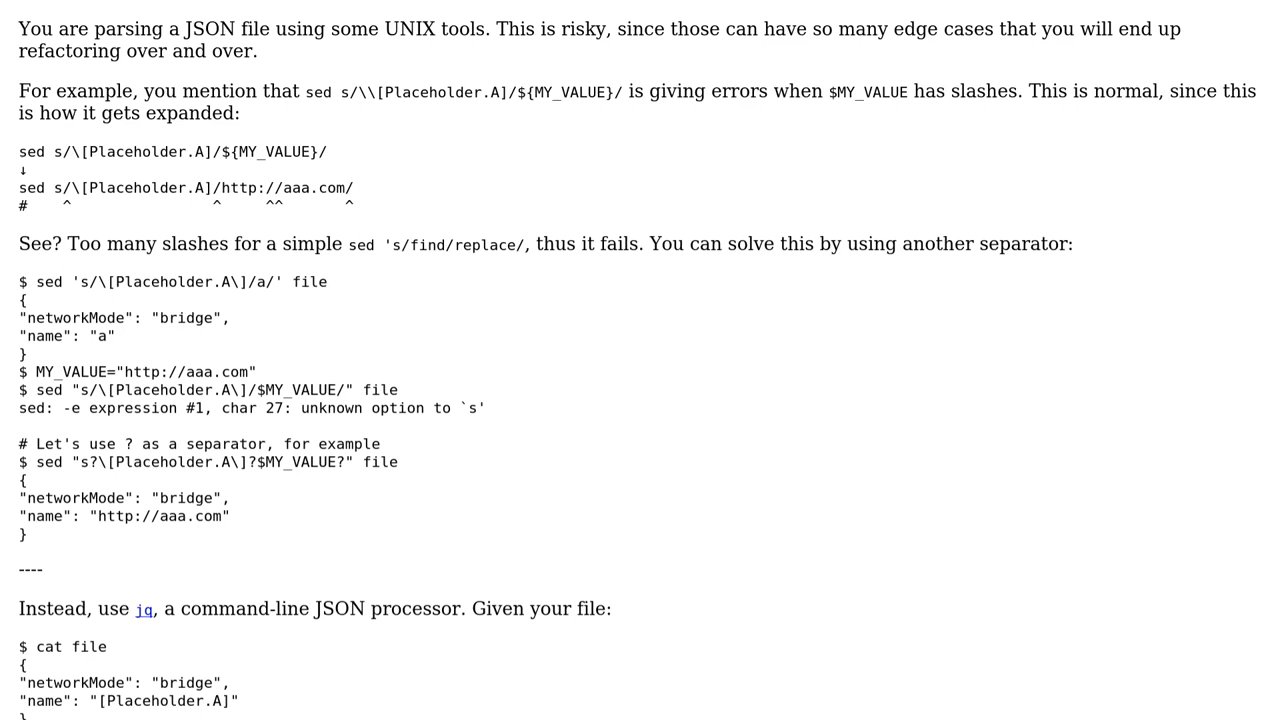 You are parsing a JSON file using some UNIX tools. This is risky, since those can have so many edge cases that you will end up
refactoring over and over.
For example, you mention that sed s/\\[Placeholder.A]/${MY_VALUE}/ is giving errors when $MY_VALUE has slashes. This is normal, since this
is how it gets expanded:
sed s/\[Placeholder.A]/${MY_VALUE}/
↓
sed s/\[Placeholder.A]/http://aaa.com/
#    ^                ^     ^^       ^
See? Too many slashes for a simple sed 's/find/replace/, thus it fails. You can solve this by using another separator:
$ sed 's/\[Placeholder.A\]/a/' file
{
"networkMode": "bridge",
"name": "a"
}
$ MY_VALUE="http://aaa.com"
$ sed "s/\[Placeholder.A\]/$MY_VALUE/" file
sed: -e expression #1, char 27: unknown option to `s'
# Let's use ? as a separator, for example
$ sed "s?\[Placeholder.A\]?$MY_VALUE?" file
{
"networkMode": "bridge",
"name": "http://aaa.com"
}
----
Instead, use jq, a command-line JSON processor. Given your file:
$ cat file
{
"networkMode": "bridge",
"name": "[Placeholder.A]"
}